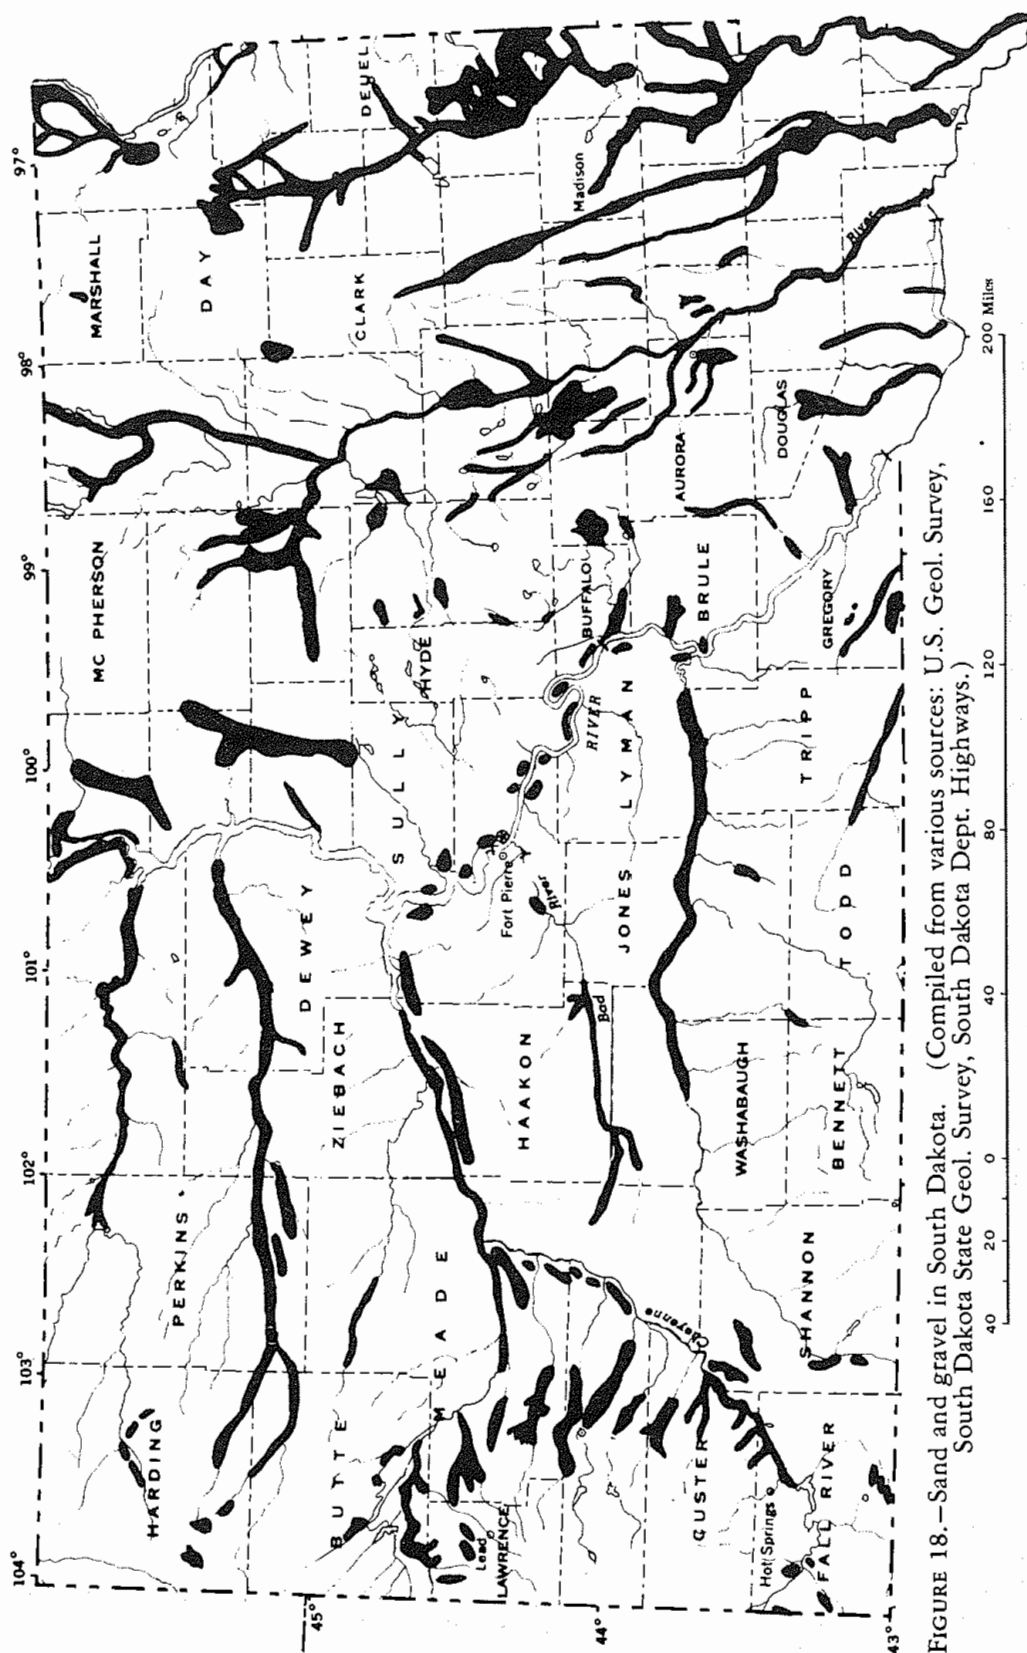 104°
103°
102°
101°
100°
99°
98°
97°
HARDING
PERKINS
MC PHERSON
MARSHALL
DAY
DEUEL
CLARK
DEWEY
45°
BUTTE
ZIEBACH
SULLY
HYDE
MEADE
HAAKON
Fort Pierre
Lead
LAWRENCE
Madison
BUFFALO
RIVER
River
Bad
44°
JONES
LYMAN
BRULE
AURORA
Cheyenne
CUSTER
WASHABAUGH
Hot Springs
SHANNON
BENNETT
TODD
TRIPP
GREGORY
DOUGLAS
River
FALL RIVER
43°
40 20 0 40 80 120 160 200 Miles
FIGURE 18.—Sand and gravel in South Dakota. (Compiled from various sources: U.S. Geol. Survey,
South Dakota State Geol. Survey, South Dakota Dept. Highways.)